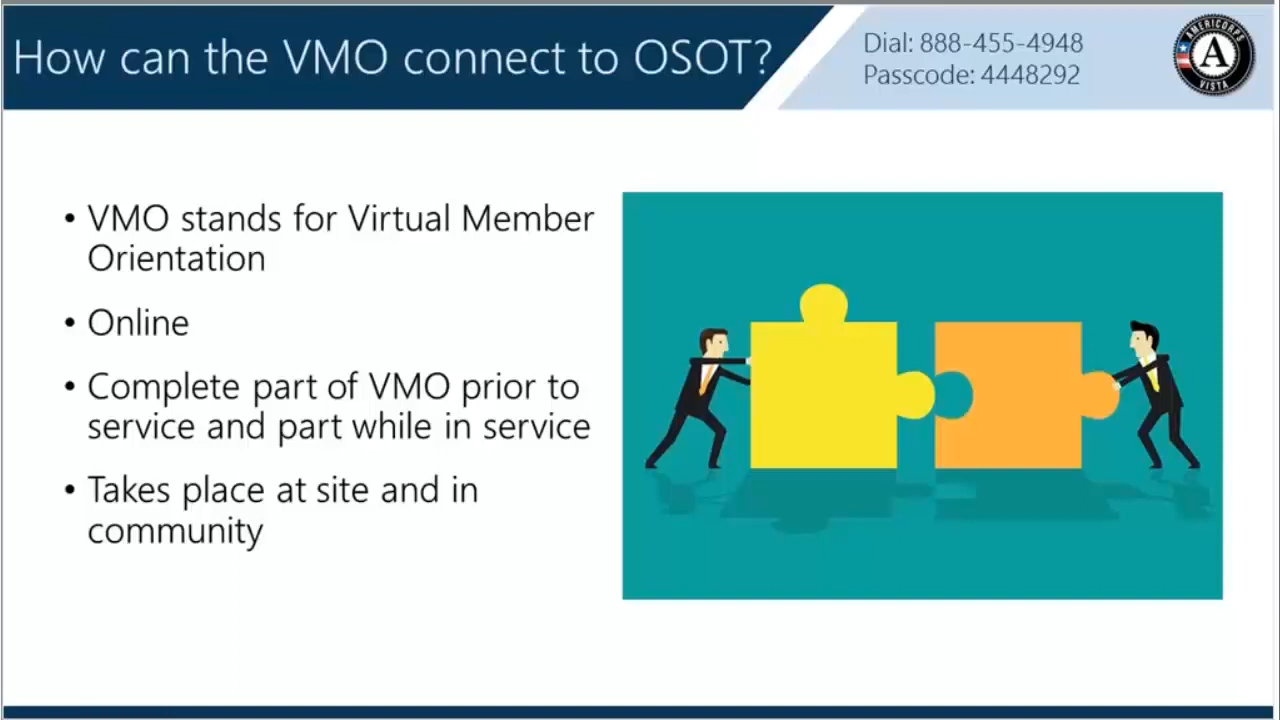 How can the VMO connect to OSOT?
Dial: 888-455-4948
Passcode: 4448292
AMERICORPS
A
VISTA
• VMO stands for Virtual Member
Orientation
• Online
• Complete part of VMO prior to
service and part while in service
• Takes place at site and in
community